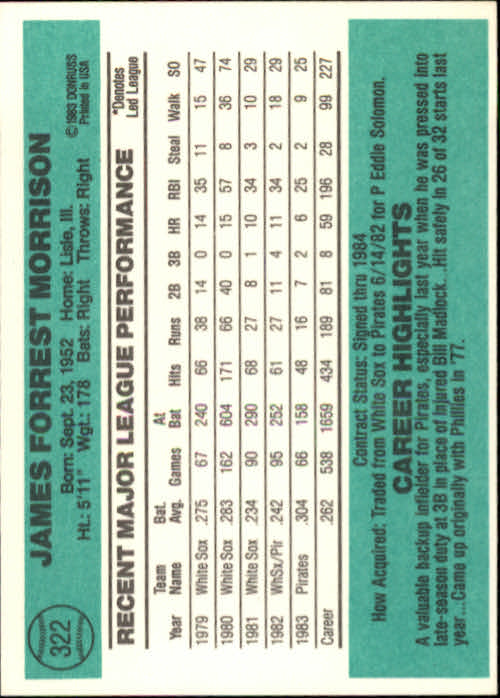 322
JAMES FORREST MORRISON
Born: Sept. 23, 1952 Home: Lisle, Ill.
Ht.: 5'11" Wgt.: 178 Bats: Right Throws: Right
© 1983 DONRUSS
Printed in USA
RECENT MAJOR LEAGUE PERFORMANCE
*Denotes
Led League
Year Team Name Bat. Avg. Games At Bat Hits Runs 2B 3B HR RBI Steal Walk SO
1979 White Sox .275 67 240 66 38 14 0 14 35 11 15 47
1980 White Sox .283 162 604 171 66 40 0 15 57 8 36 74
1981 White Sox .234 90 290 68 27 8 1 10 34 3 10 29
1982 WhSx/Pir .242 95 252 61 27 11 4 11 34 2 18 29
1983 Pirates .304 66 158 48 16 7 2 6 25 2 9 25
Career .262 538 1659 434 189 81 8 59 196 28 99 227
Contract Status: Signed thru 1984
How Acquired: Traded from White Sox to Pirates 6/14/82 for P Eddie Solomon.
CAREER HIGHLIGHTS
A valuable backup infielder for Pirates, especially last year when he was pressed into
late-season duty at 3B in place of injured Bill Madlock...Hit safely in 26 of 32 starts last
year...Came up originally with Phillies in '77.